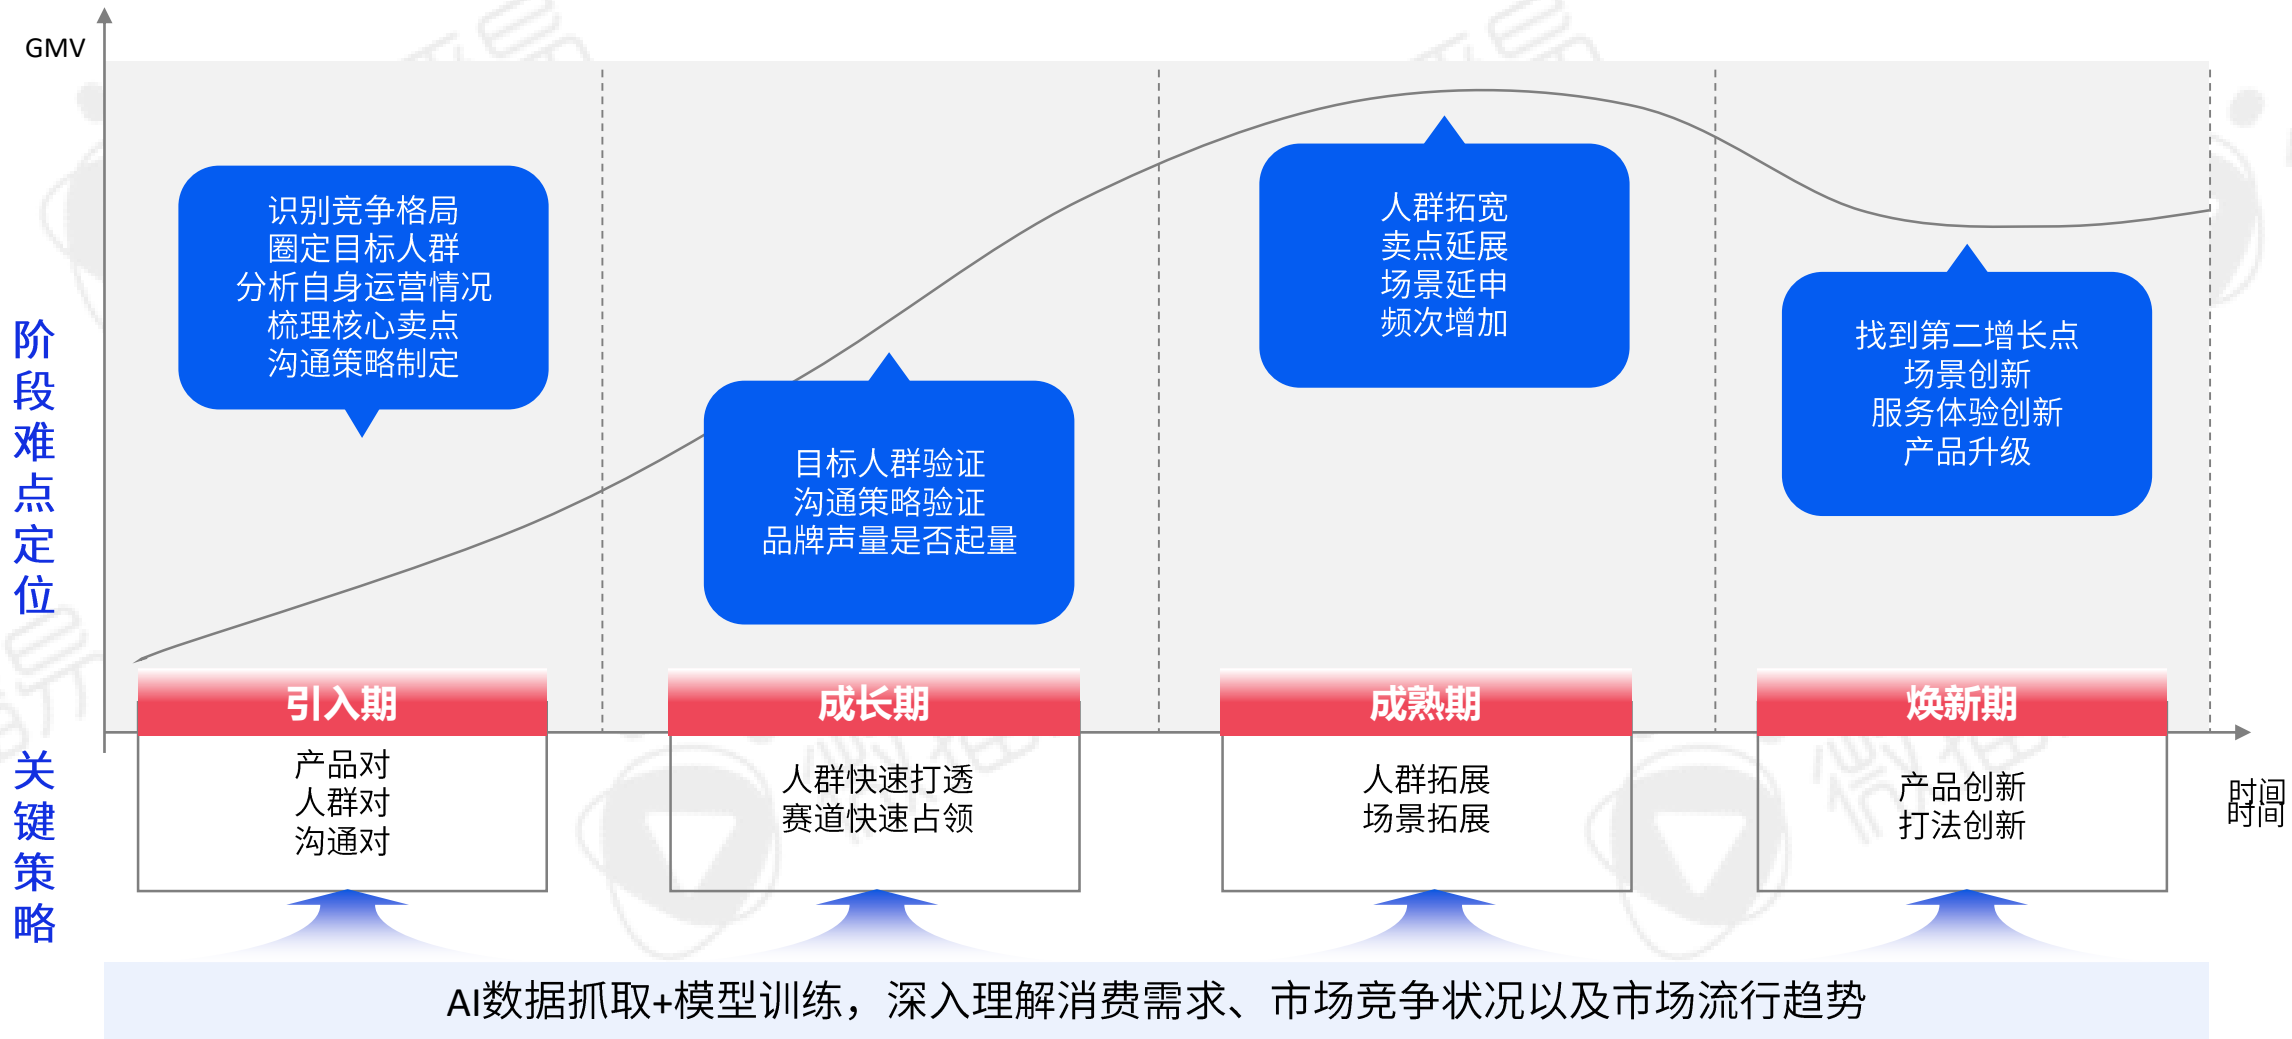 GMV
阶段难点定位
识别竞争格局
圈定目标人群
分析自身运营情况
梳理核心卖点
沟通策略制定
目标人群验证
沟通策略验证
品牌声量是否起量
人群拓宽
卖点延展
场景延申
频次增加
找到第二增长点
场景创新
服务体验创新
产品升级
引入期
成长期
成熟期
焕新期
关键策略
产品对
人群对
沟通对
人群快速打透
赛道快速占领
人群拓展
场景拓展
产品创新
打法创新
时间
时间
AI数据抓取+模型训练，深入理解消费需求、市场竞争状况以及市场流行趋势